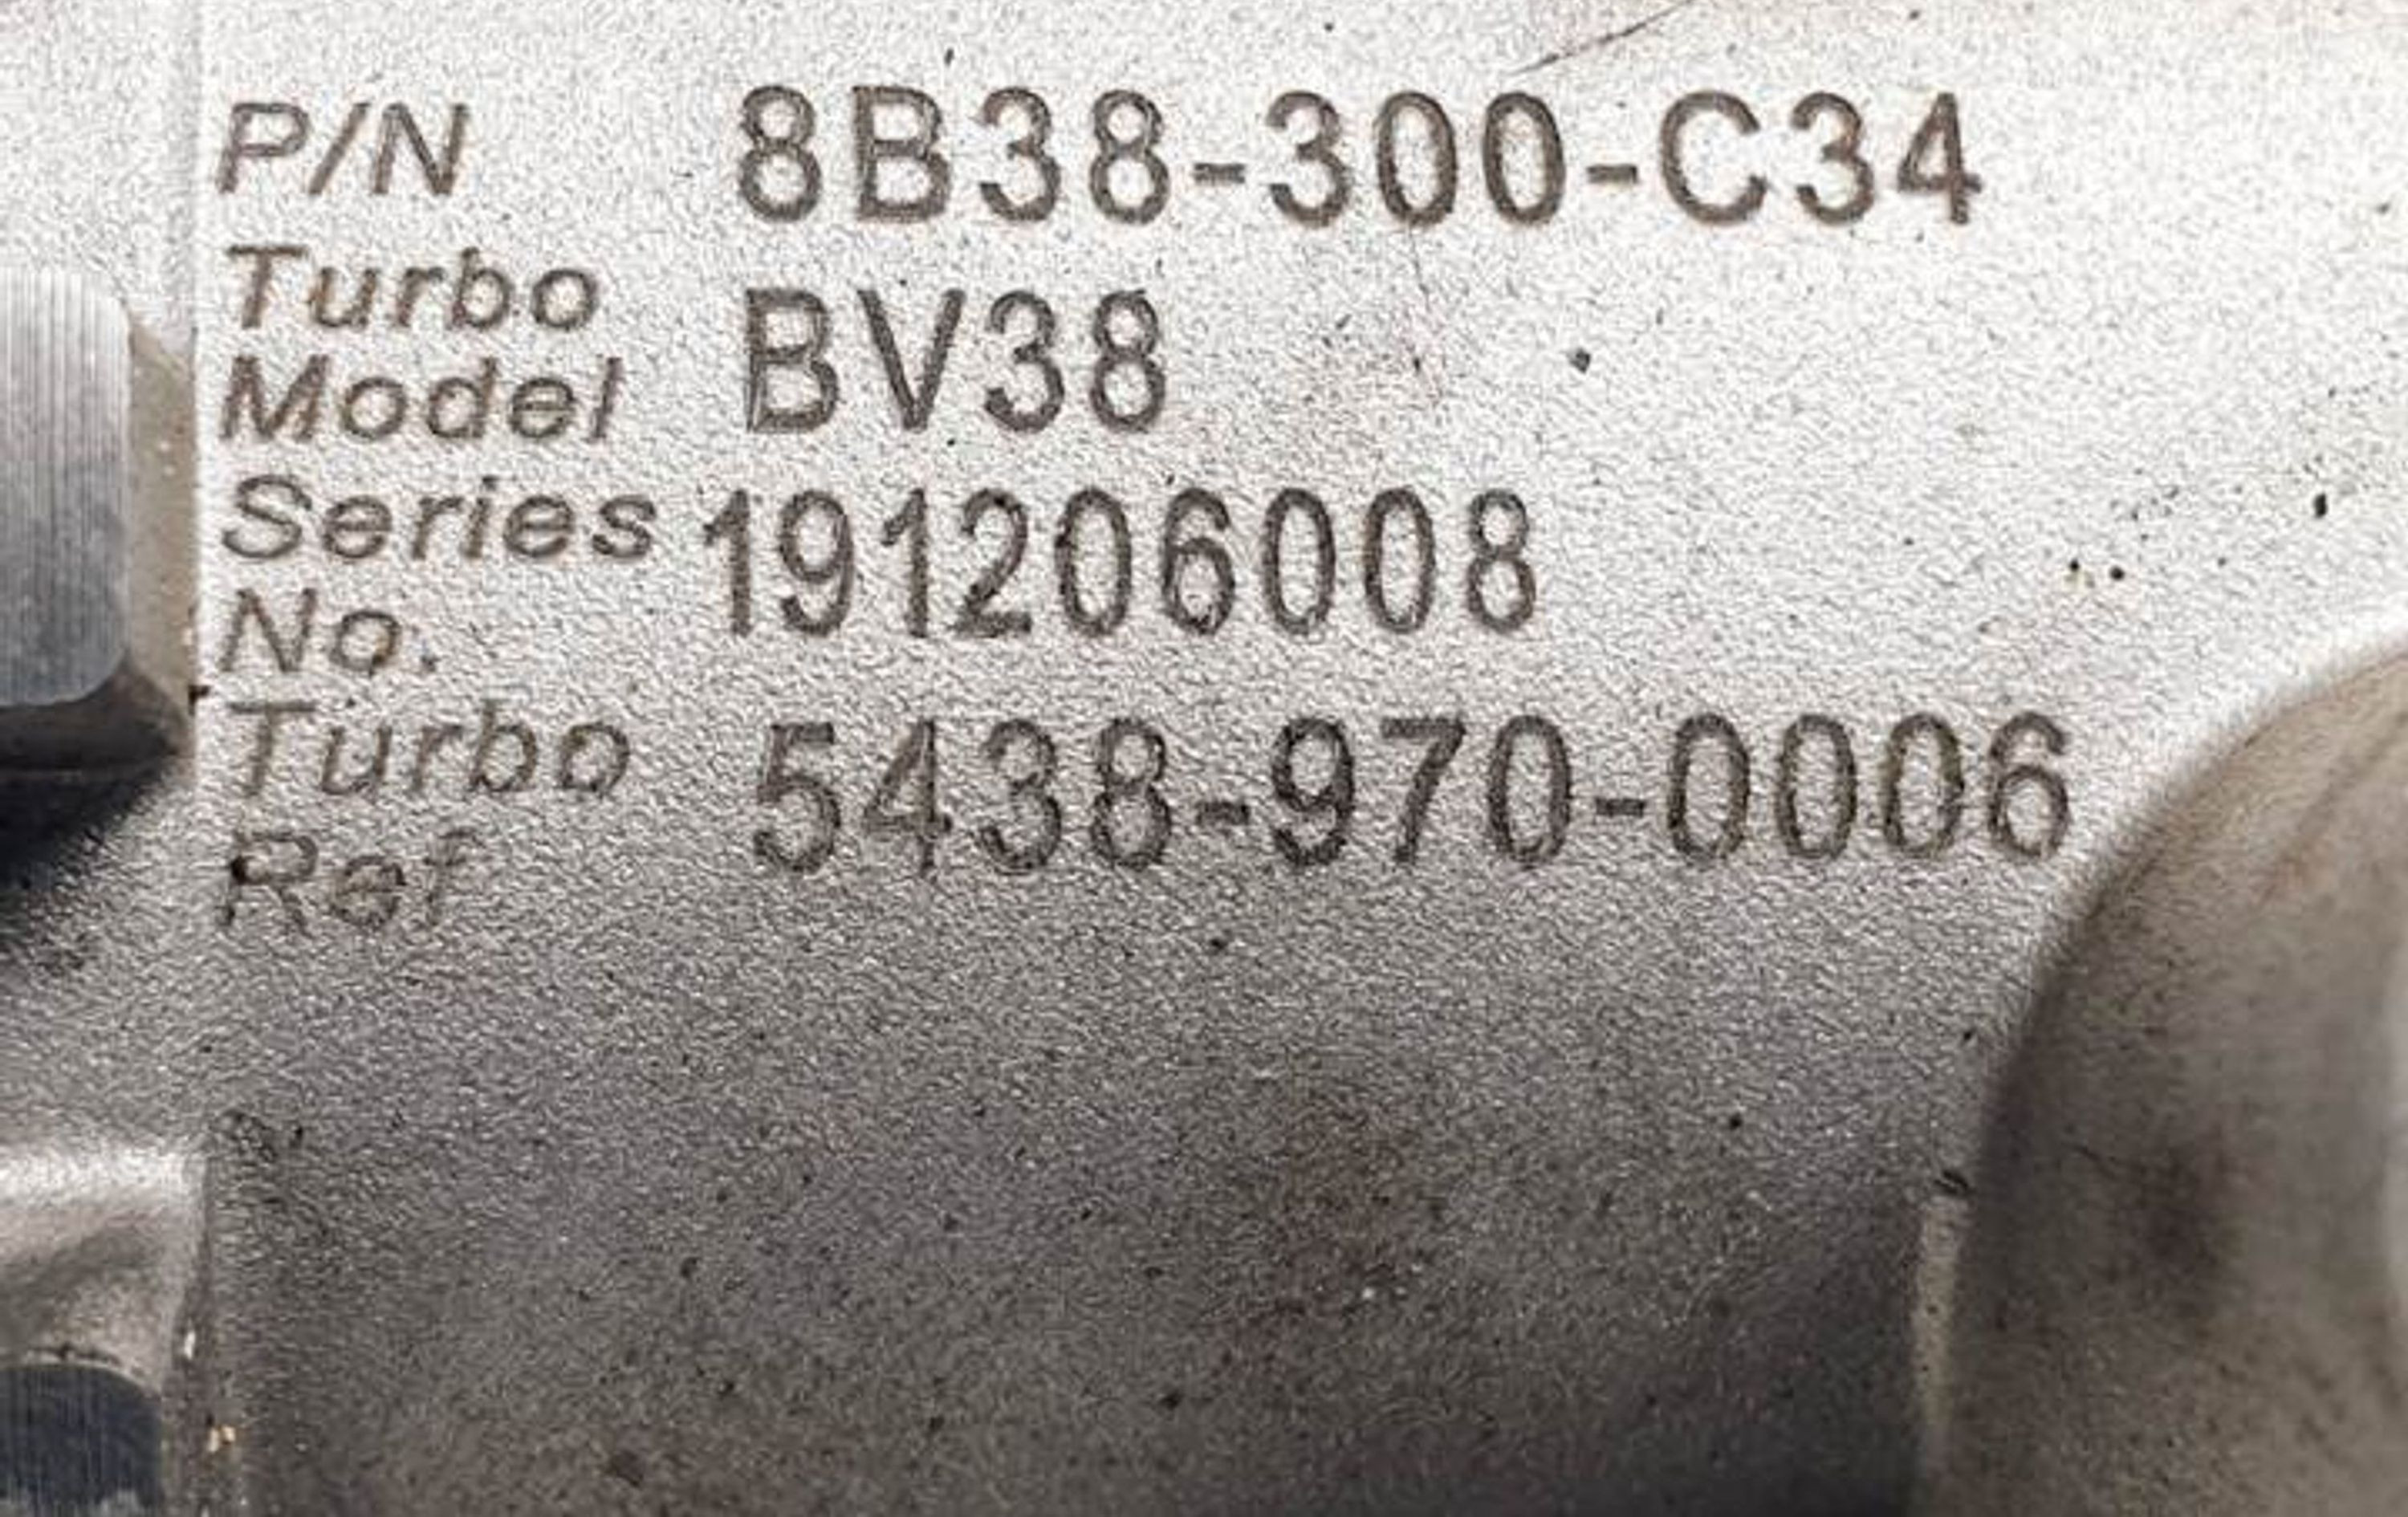 P/N 8B38-300-C34
Turbo
Model BV38
Series 191206008
No.
Turbo 5438-970-0006
Ref